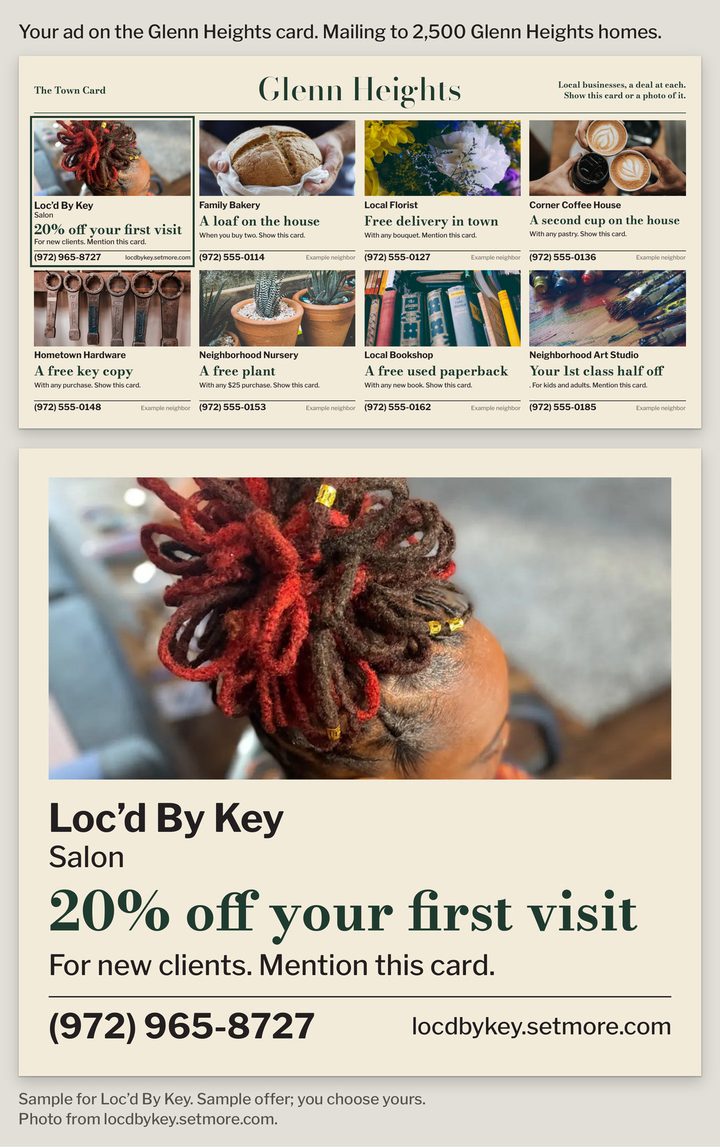 Your ad on the Glenn Heights card. Mailing to 2,500 Glenn Heights homes.
The Town Card
Glenn Heights
Local businesses, a deal at each.
Show this card or a photo of it.
Loc’d By Key
Salon
20% off your first visit
For new clients. Mention this card.
(972) 965-8727
locdbykey.setmore.com
Family Bakery
A loaf on the house
When you buy two. Show this card.
(972) 555-0114
Example neighbor
Local Florist
Free delivery in town
With any bouquet. Mention this card.
(972) 555-0127
Example neighbor
Corner Coffee House
A second cup on the house
With any pastry. Show this card.
(972) 555-0136
Example neighbor
Hometown Hardware
A free key copy
With any purchase. Show this card.
(972) 555-0148
Example neighbor
Neighborhood Nursery
A free plant
With any $25 purchase. Show this card.
(972) 555-0153
Example neighbor
Local Bookshop
A free used paperback
With any new book. Show this card.
(972) 555-0162
Example neighbor
Neighborhood Art Studio
Your 1st class half off
. For kids and adults. Mention this card.
(972) 555-0185
Example neighbor
Loc’d By Key
Salon
20% off your first visit
For new clients. Mention this card.
(972) 965-8727
locdbykey.setmore.com
Sample for Loc’d By Key. Sample offer; you choose yours.
Photo from locdbykey.setmore.com.